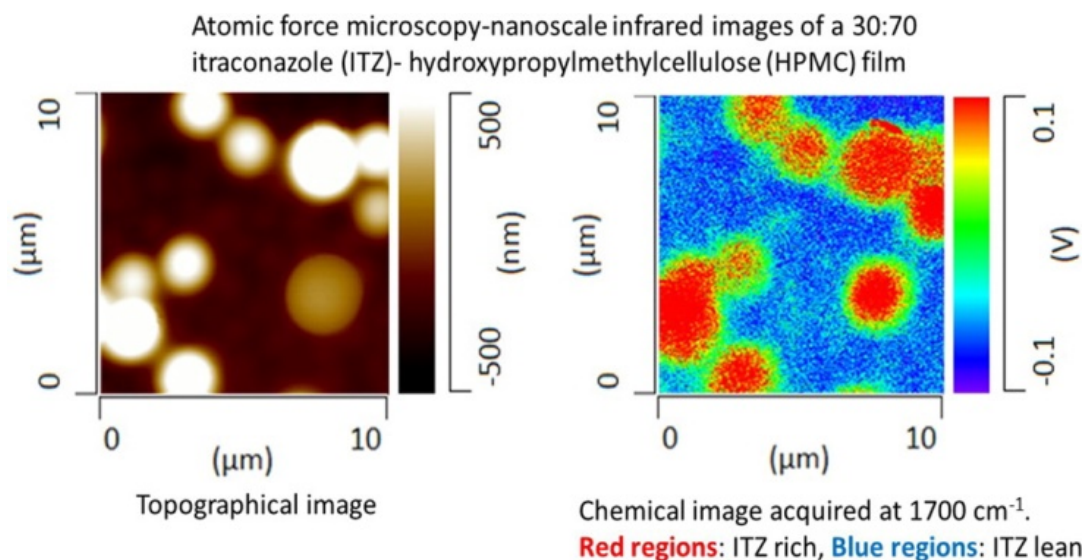 Atomic force microscopy-nanoscale infrared images of a 30:70
itraconazole (ITZ)- hydroxypropylmethylcellulose (HPMC) film
10
(µm)
0
0
10
(µm)
500
(nm)
-500
Topographical image
10
(µm)
0
0
10
(µm)
0.1
(V)
-0.1
Chemical image acquired at 1700 cm⁻¹.
Red regions: ITZ rich, Blue regions: ITZ lean